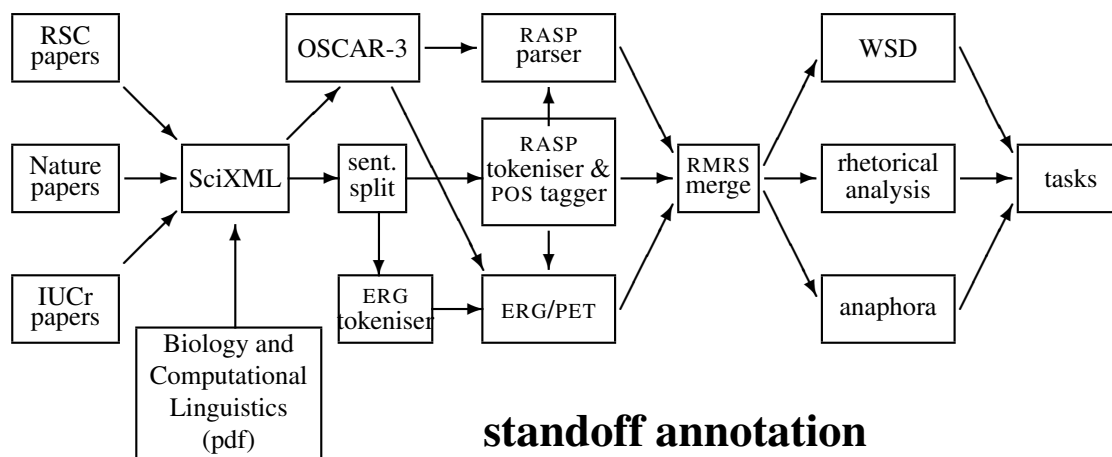 RSC
papers
OSCAR-3
RASP
parser
WSD
Nature
papers
SciXML
sent.
split
RASP
tokeniser &
POS tagger
RMRS
merge
rhetorical
analysis
tasks
IUCr
papers
ERG
tokeniser
ERG/PET
anaphora
Biology and
Computational
Linguistics
(pdf)
standoff annotation